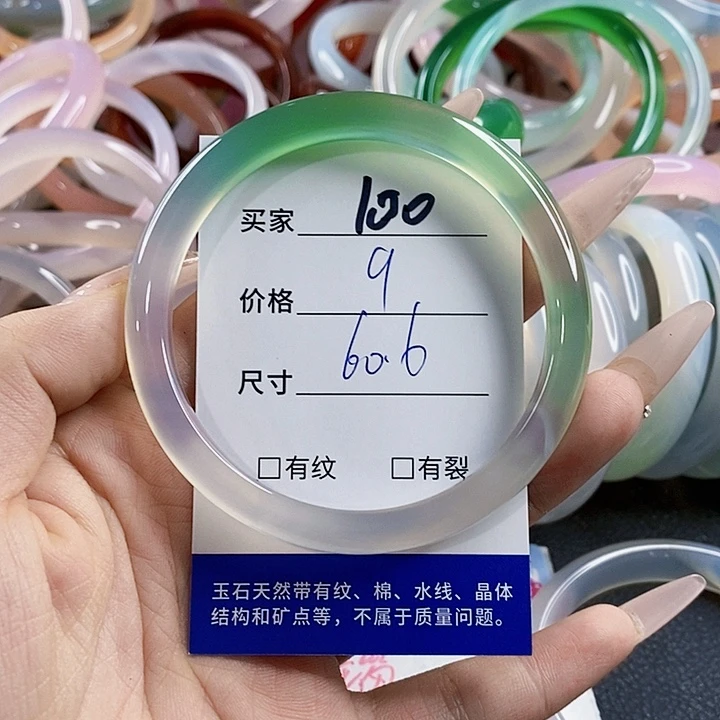 买家 100
价格 9
尺寸 60.6
□有纹 □有裂
玉石天然带有纹、棉、水线、晶体
结构和矿点等，不属于质量问题。